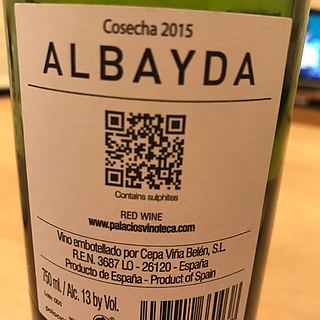 Cosecha 2015
ALBAYDA
Contains sulphites
RED WINE
www.palaciosvinoteca.com
Vino embotellado por Cepa Viña Belén, S.L.
R.E.N. 3687 LO - 26120 - España
Producto de España - Product of Spain
750 mL / Alc. 13 by Vol.